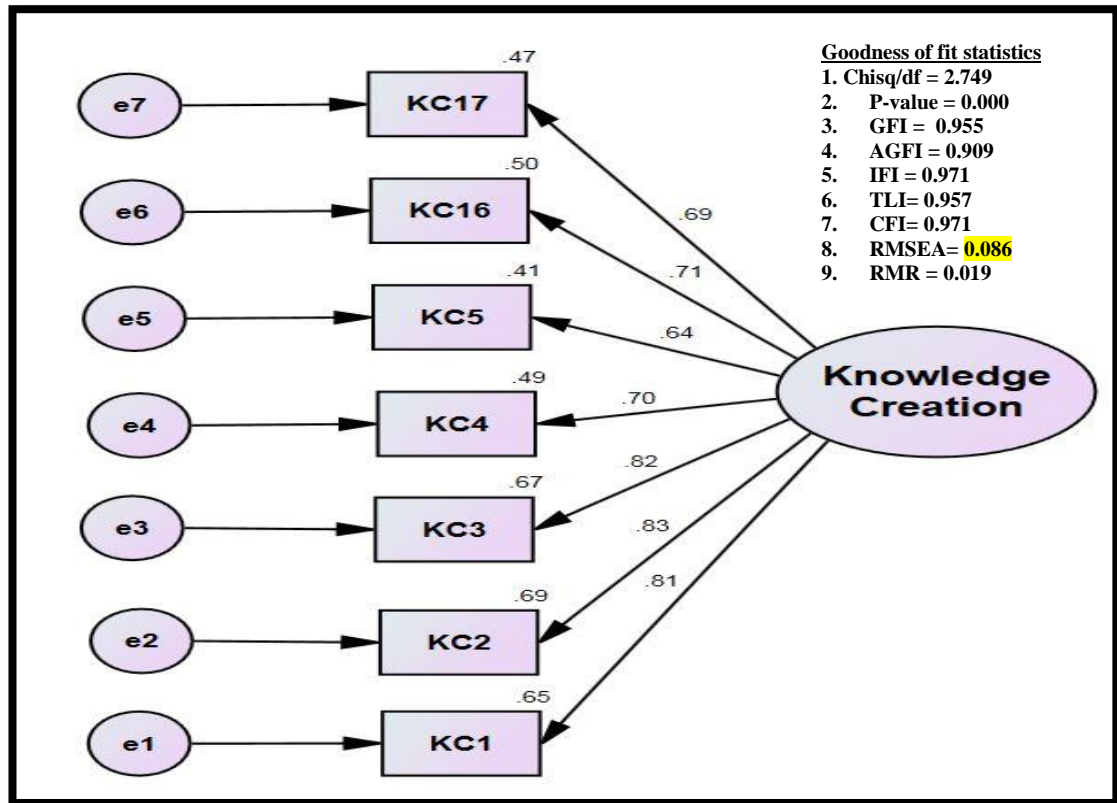 Goodness of fit statistics
1. Chisq/df = 2.749
2. P-value = 0.000
3. GFI = 0.955
4. AGFI = 0.909
5. IFI= 0.971
6. TLI= 0.957
7. CFI= 0.971
8. RMSEA= 0.086
9. RMR = 0.019
.47
e7 KC17
.69
.50
e6 KC16
.71
.41
e5 KC5
.64
.49
e4 KC4
.70
Knowledge
Creation
.67
e3 KC3
.82
.69
e2 KC2
.83
.65
e1 KC1
.81